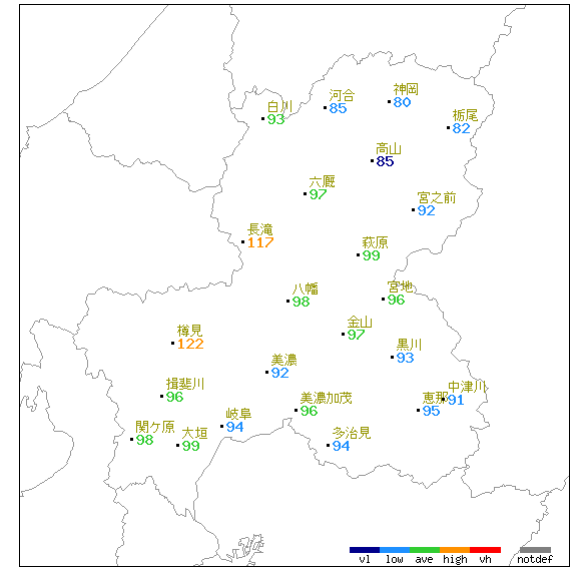 神岡
80
河合
85
白川
93
栃尾
82
高山
85
六厩
97
宮之前
92
長滝
117
萩原
99
八幡
98
宮地
96
金山
97
樽見
122
黒川
93
美濃
92
揖斐川
96
中津川
91
美濃加茂
96
恵那
95
岐阜
94
関ケ原
98
大垣
99
多治見
94
vl low ave high vh notdef